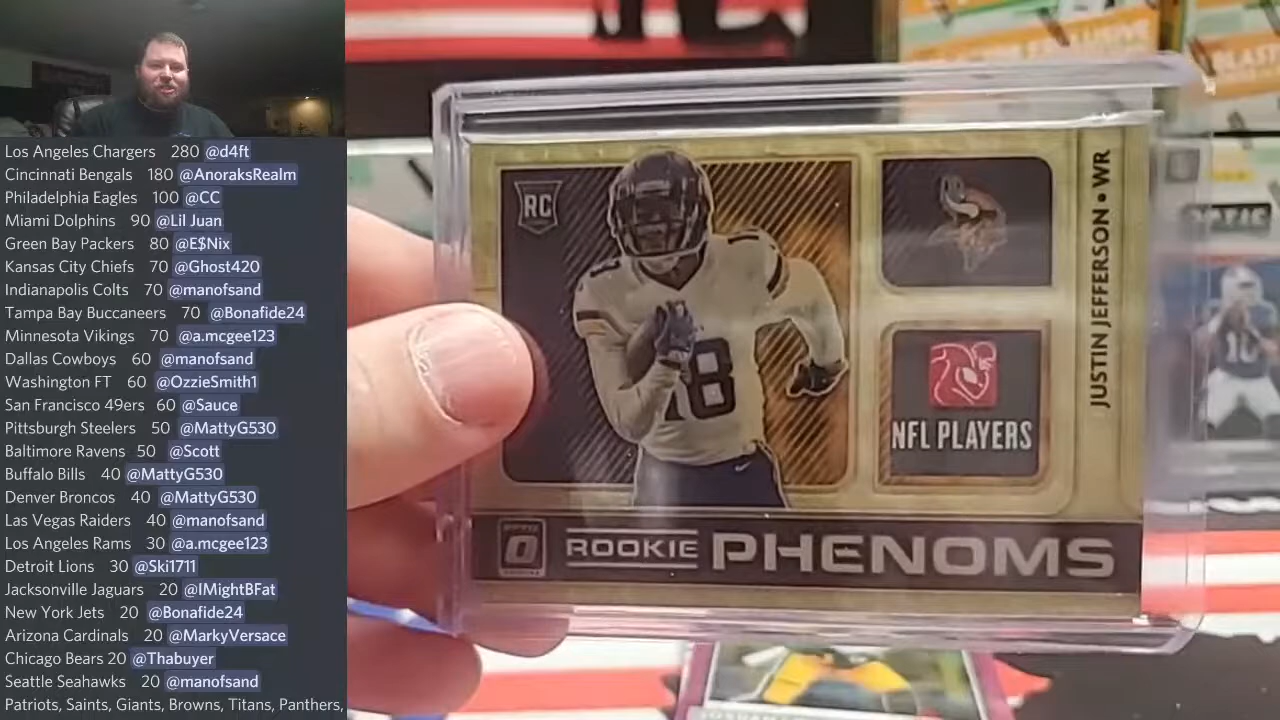 Los Angeles Chargers 280 @d4ft
Cincinnati Bengals 180 @AnoraksRealm
Philadelphia Eagles 100 @CC
Miami Dolphins 90 @Lil Juan
Green Bay Packers 80 @E$Nix
Kansas City Chiefs 70 @Ghost420
Indianapolis Colts 70 @manofsand
Tampa Bay Buccaneers 70 @Bonafide24
Minnesota Vikings 70 @a.mcgee123
Dallas Cowboys 60 @manofsand
Washington FT 60 @OzzieSmith1
San Francisco 49ers 60 @Sauce
Pittsburgh Steelers 50 @MattyG530
Baltimore Ravens 50 @Scott
Buffalo Bills 40 @MattyG530
Denver Broncos 40 @MattyG530
Las Vegas Raiders 40 @manofsand
Los Angeles Rams 30 @a.mcgee123
Detroit Lions 30 @Ski1711
Jacksonville Jaguars 20 @IMightBFat
New York Jets 20 @Bonafide24
Arizona Cardinals 20 @MarkyVersace
Chicago Bears 20 @Thabuyer
Seattle Seahawks 20 @manofsand
Patriots, Saints, Giants, Browns, Titans, Panthers,
RC
18
NFL PLAYERS
JUSTIN JEFFERSON • WR
ROOKIE PHENOMS